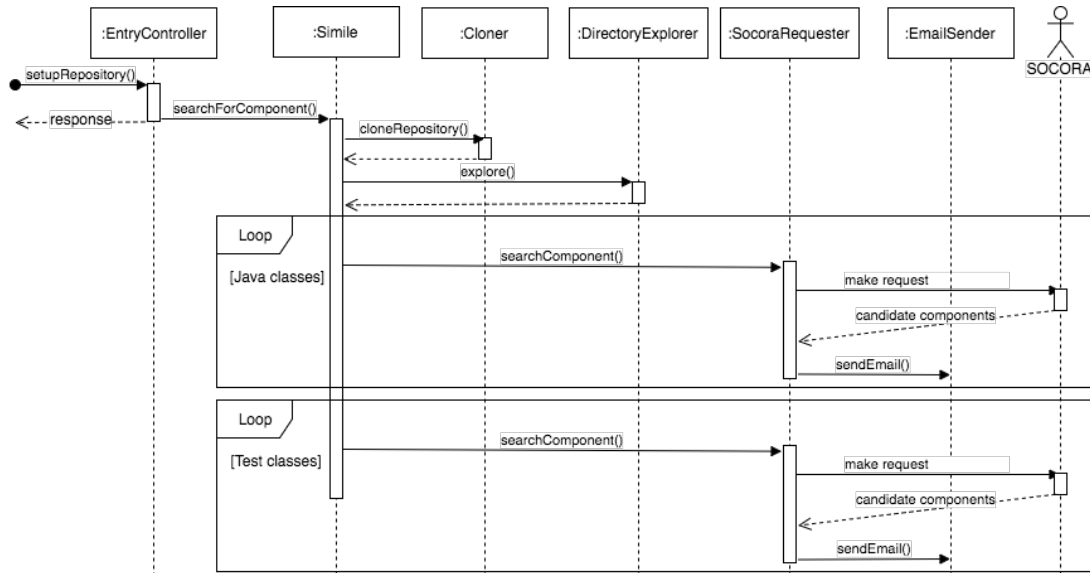 :EntryController
:Simile
:Cloner
:DirectoryExplorer
:SocoraRequester
:EmailSender
SOCORA
setupRepository()
response
searchForComponent()
cloneRepository()
explore()
Loop
[Java classes]
searchComponent()
make request
candidate components
sendEmail()
Loop
[Test classes]
searchComponent()
make request
candidate components
sendEmail()